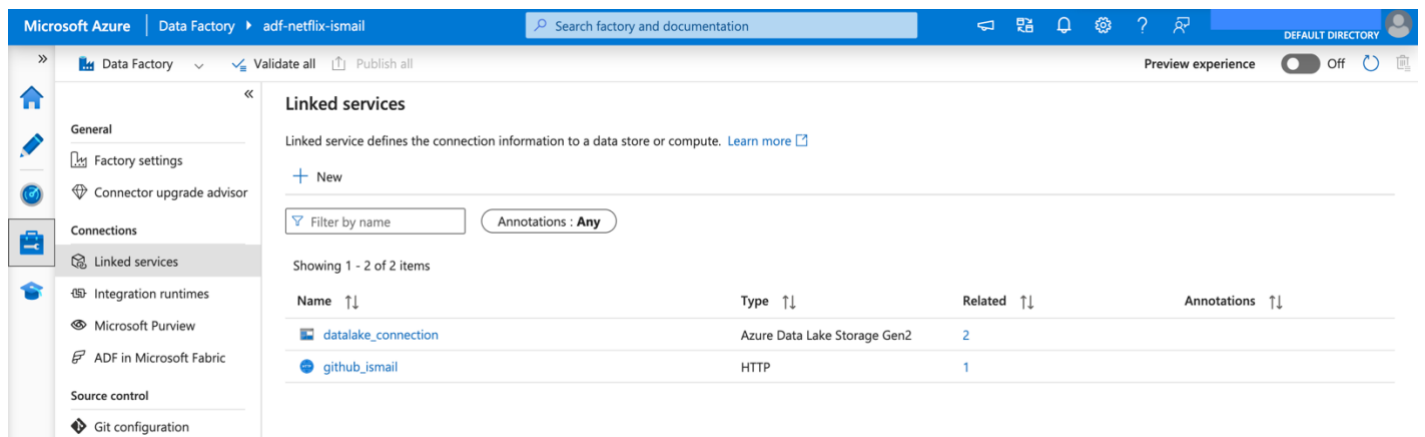 Microsoft Azure | Data Factory ▸ adf-netflix-ismail
Search factory and documentation
DEFAULT DIRECTORY
Data Factory
Validate all
Publish all
Preview experience
Off
General
Factory settings
Connector upgrade advisor
Connections
Linked services
Integration runtimes
Microsoft Purview
ADF in Microsoft Fabric
Source control
Git configuration
Linked services
Linked service defines the connection information to a data store or compute. Learn more
New
Filter by name
Annotations : Any
Showing 1 - 2 of 2 items
Name Type Related Annotations
datalake_connection Azure Data Lake Storage Gen2 2
github_ismail HTTP 1